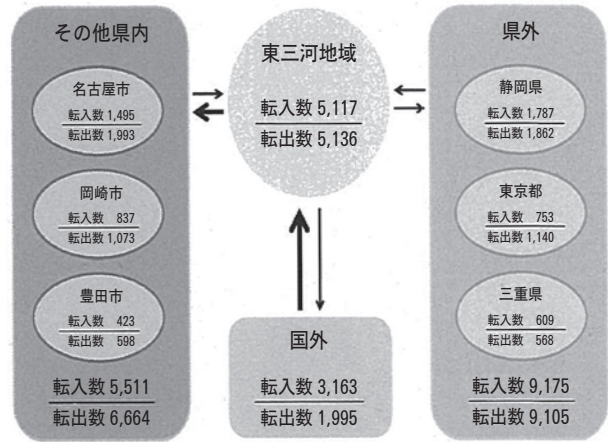 その他県内
名古屋市
転入数 1,495
転出数 1,993
岡崎市
転入数 837
転出数 1,073
豊田市
転入数 423
転出数 598
転入数 5,511
転出数 6,664
東三河地域
転入数 5,117
転出数 5,136
国外
転入数 3,163
転出数 1,995
県外
静岡県
転入数 1,787
転出数 1,862
東京都
転入数 753
転出数 1,140
三重県
転入数 609
転出数 568
転入数 9,175
転出数 9,105